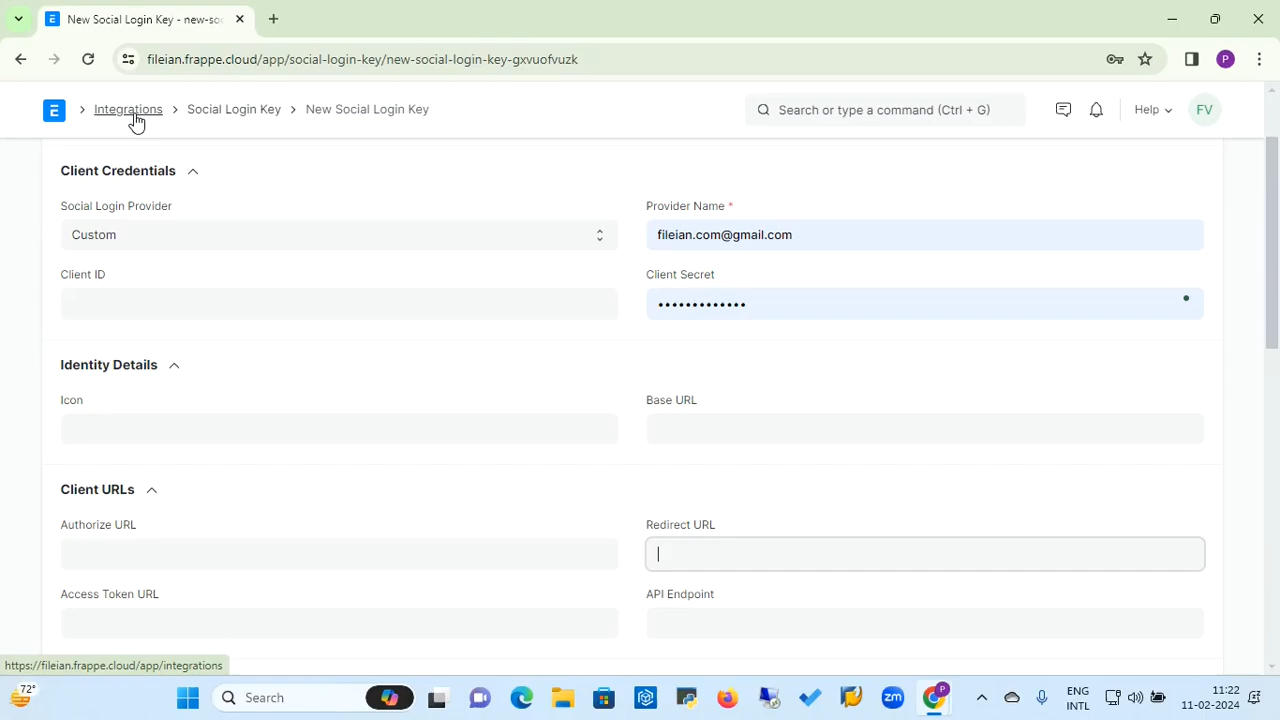 New Social Login Key - new-soc
fileian.frappe.cloud/app/social-login-key/new-social-login-key-gxvuofvuzk
P
E
Integrations
Social Login Key
New Social Login Key
Search or type a command (Ctrl + G)
Help
FV
Client Credentials
Social Login Provider
Provider Name *
Custom
fileian.com@gmail.com
Client ID
Client Secret
•••••••••••••
Identity Details
Icon
Base URL
Client URLs
Authorize URL
Redirect URL
Access Token URL
API Endpoint
https://fileian.frappe.cloud/app/integrations
72°
Search
zm
P
ENG
INTL
11:22
11-02-2024